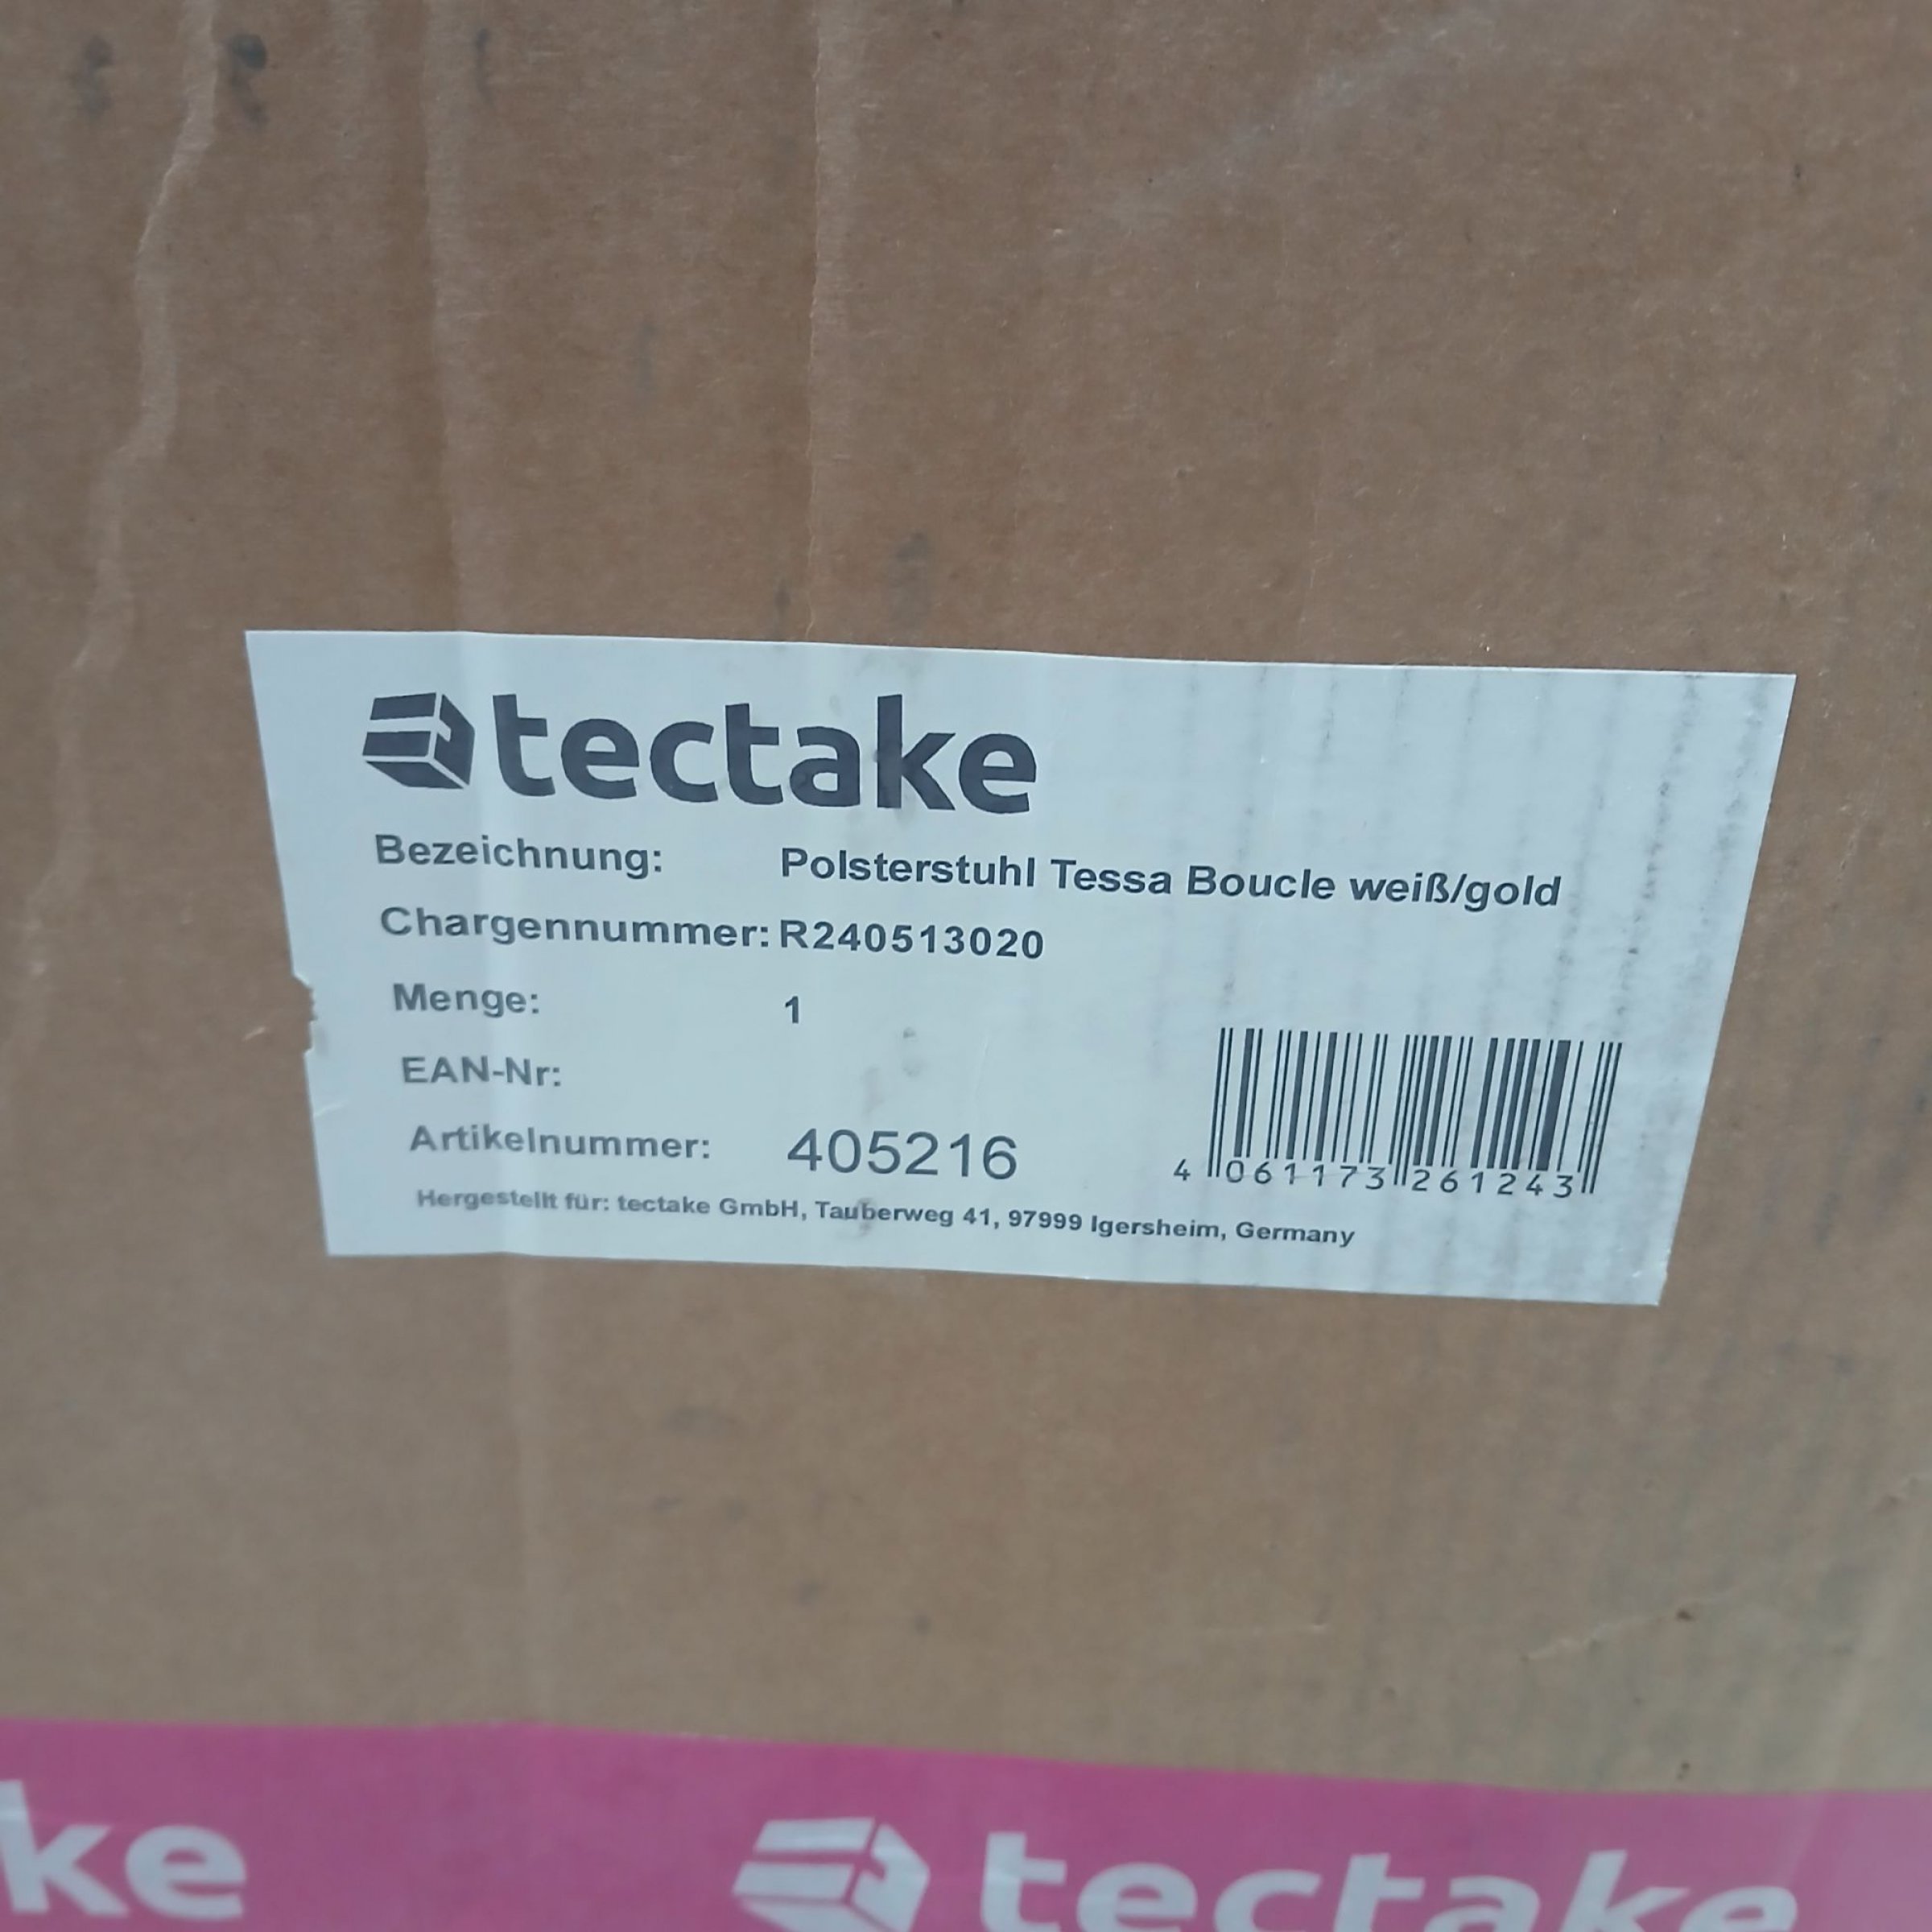 tectake
Bezeichnung: Polsterstuhl Tessa Boucle weiß/gold
Chargennummer: R240513020
Menge: 1
EAN-Nr:
Artikelnummer: 405216
4 061173 261243
Hergestellt für: tectake GmbH, Tauberweg 41, 97999 Igersheim, Germany
ke tectake